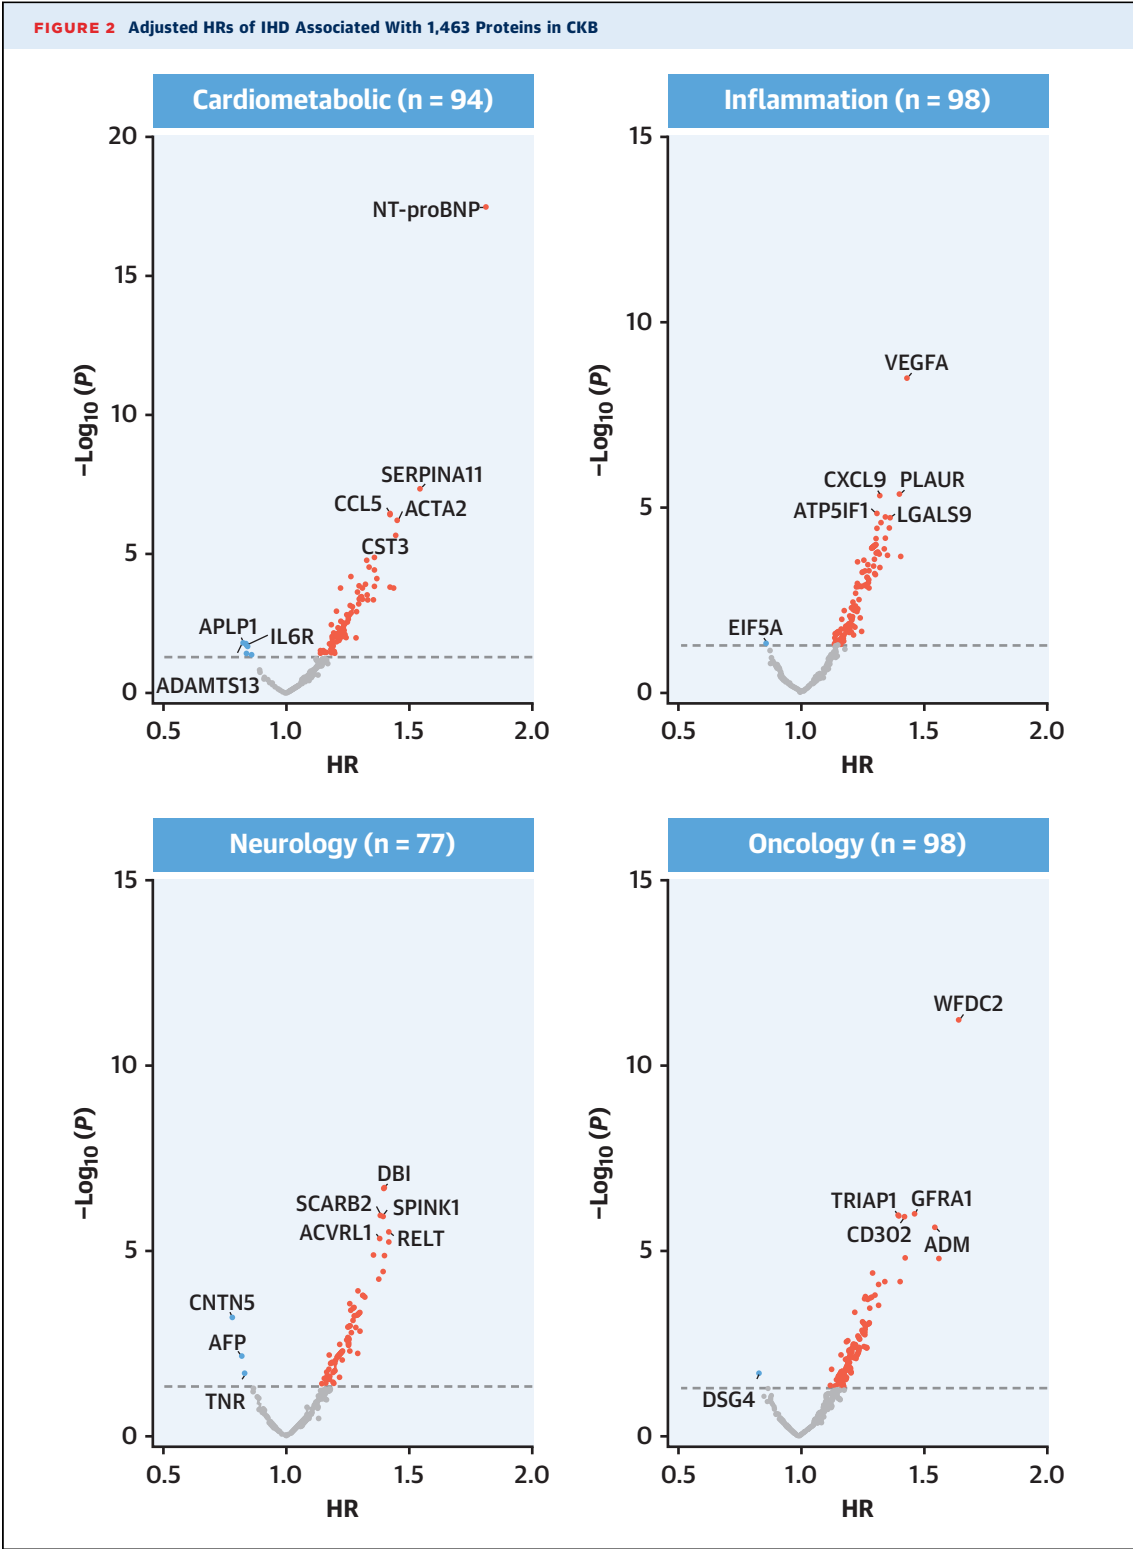 FIGURE 2 Adjusted HRs of IHD Associated With 1,463 Proteins in CKB
Cardiometabolic (n = 94)
20
15
10
5
0
−Log10 (P)
NT-proBNP
SERPINA11
CCL5
ACTA2
CST3
APLP1
IL6R
ADAMTS13
0.5
1.0
1.5
2.0
HR
Inflammation (n = 98)
15
10
5
0
−Log10 (P)
VEGFA
CXCL9
PLAUR
ATP5IF1
LGALS9
EIF5A
0.5
1.0
1.5
2.0
HR
Neurology (n = 77)
15
10
5
0
−Log10 (P)
DBI
SCARB2
SPINK1
ACVRL1
RELT
CNTN5
AFP
TNR
0.5
1.0
1.5
2.0
HR
Oncology (n = 98)
15
10
5
0
−Log10 (P)
WFDC2
TRIAP1
GFRA1
CD302
ADM
DSG4
0.5
1.0
1.5
2.0
HR